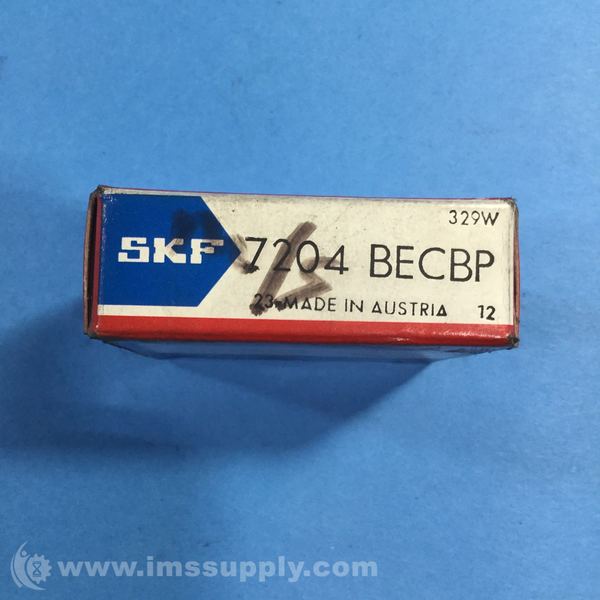 329W
SKF 7204 BECBP
23 MADE IN AUSTRIA 12
www.imssupply.com